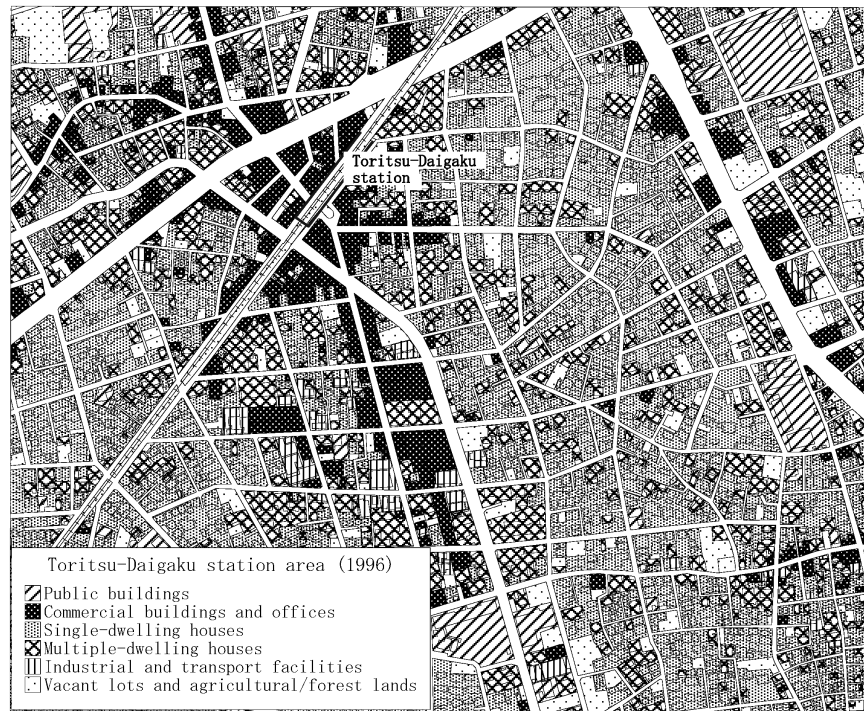 Toritsu-Daigaku
station
Toritsu-Daigaku station area (1996)
Public buildings
Commercial buildings and offices
Single-dwelling houses
Multiple-dwelling houses
Industrial and transport facilities
Vacant lots and agricultural/forest lands